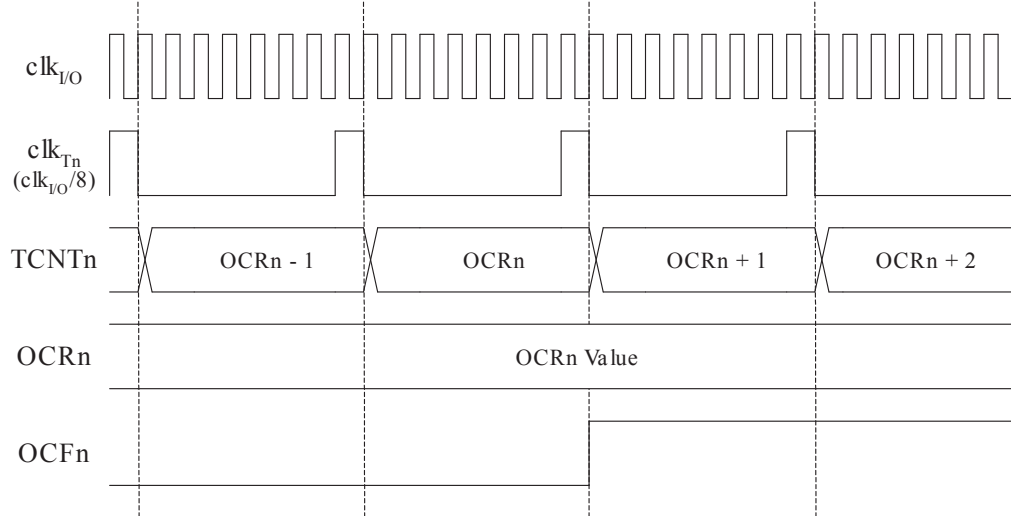 clkI/O
clkTn
(clkI/O/8)
TCNTn OCRn - 1 OCRn OCRn + 1 OCRn + 2
OCRn OCRn Value
OCFn